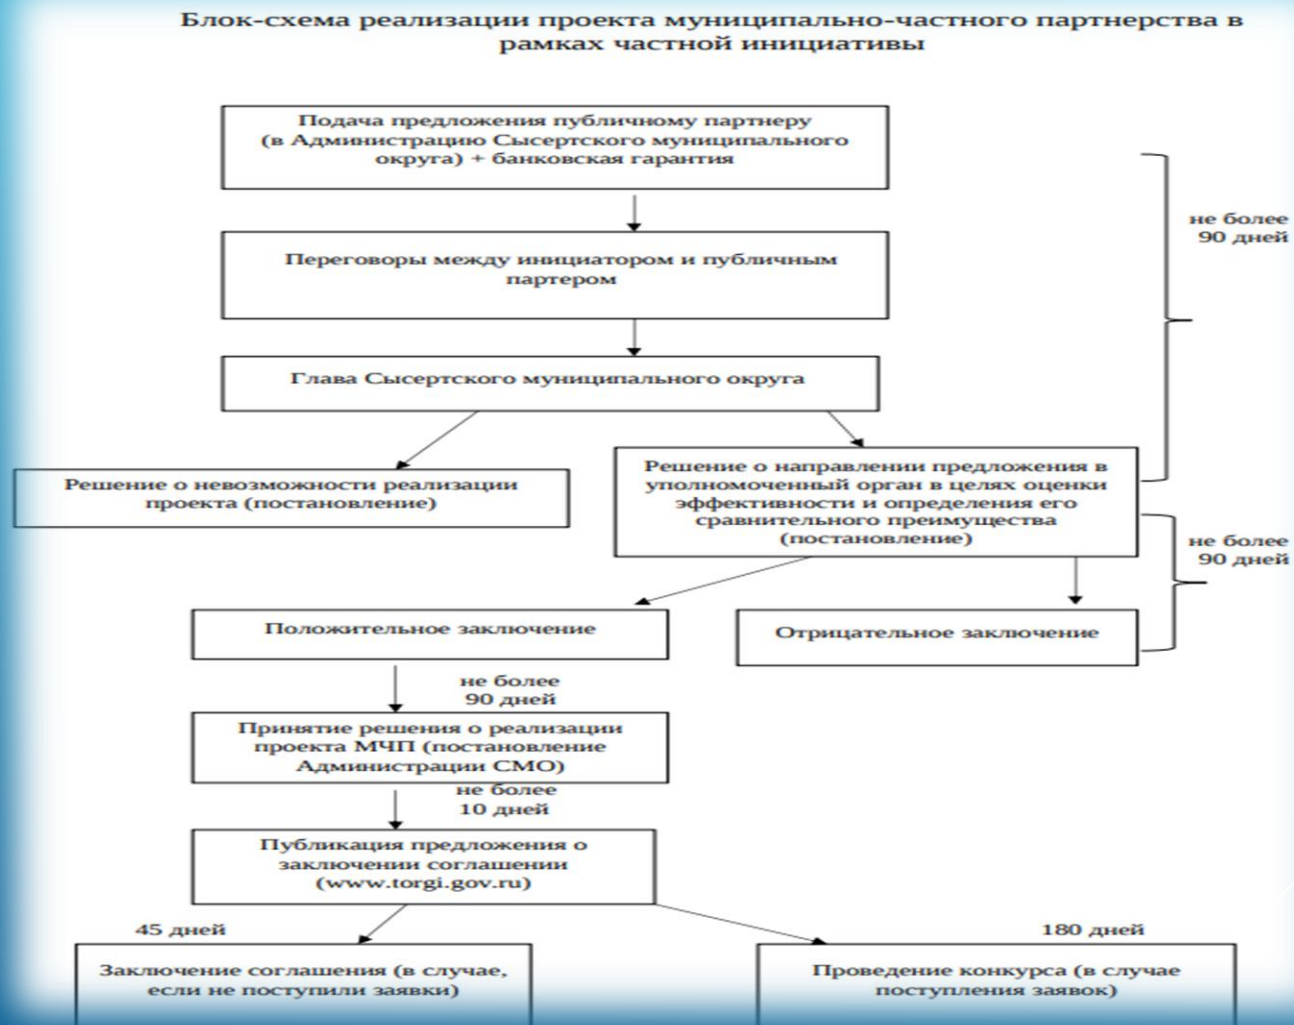 Блок-схема реализации проекта муниципально-частного партнерства в
рамках частной инициативы
Подача предложения публичному партнеру
(в Администрацию Сысертского муниципального
округа) + банковская гарантия
не более
90 дней
Переговоры между инициатором и публичным
партером
Глава Сысертского муниципального округа
Решение о невозможности реализации
проекта (постановление)
Решение о направлении предложения в
уполномоченный орган в целях оценки
эффективности и определения его
сравнительного преимущества
(постановление)
не более
90 дней
Положительное заключение
Отрицательное заключение
не более
90 дней
Принятие решения о реализации
проекта МЧП (постановление
Администрации СМО)
не более
10 дней
Публикация предложения о
заключении соглашении
(www.torgi.gov.ru)
45 дней
180 дней
Заключение соглашения (в случае,
если не поступили заявки)
Проведение конкурса (в случае
поступления заявок)